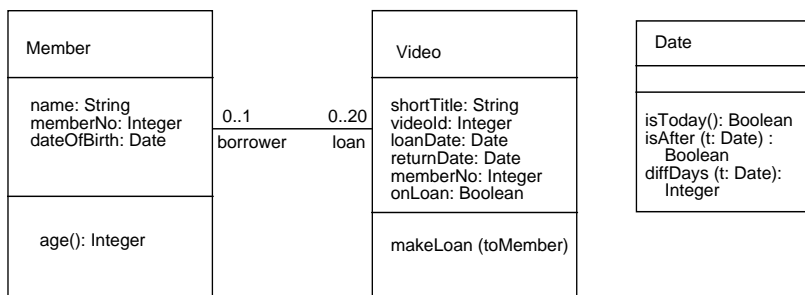 Member
name: String
memberNo: Integer
dateOfBirth: Date
age(): Integer
0..1
0..20
borrower
loan
Video
shortTitle: String
videoId: Integer
loanDate: Date
returnDate: Date
memberNo: Integer
onLoan: Boolean
makeLoan (toMember)
Date
isToday(): Boolean
isAfter (t: Date) :
Boolean
diffDays (t: Date):
Integer